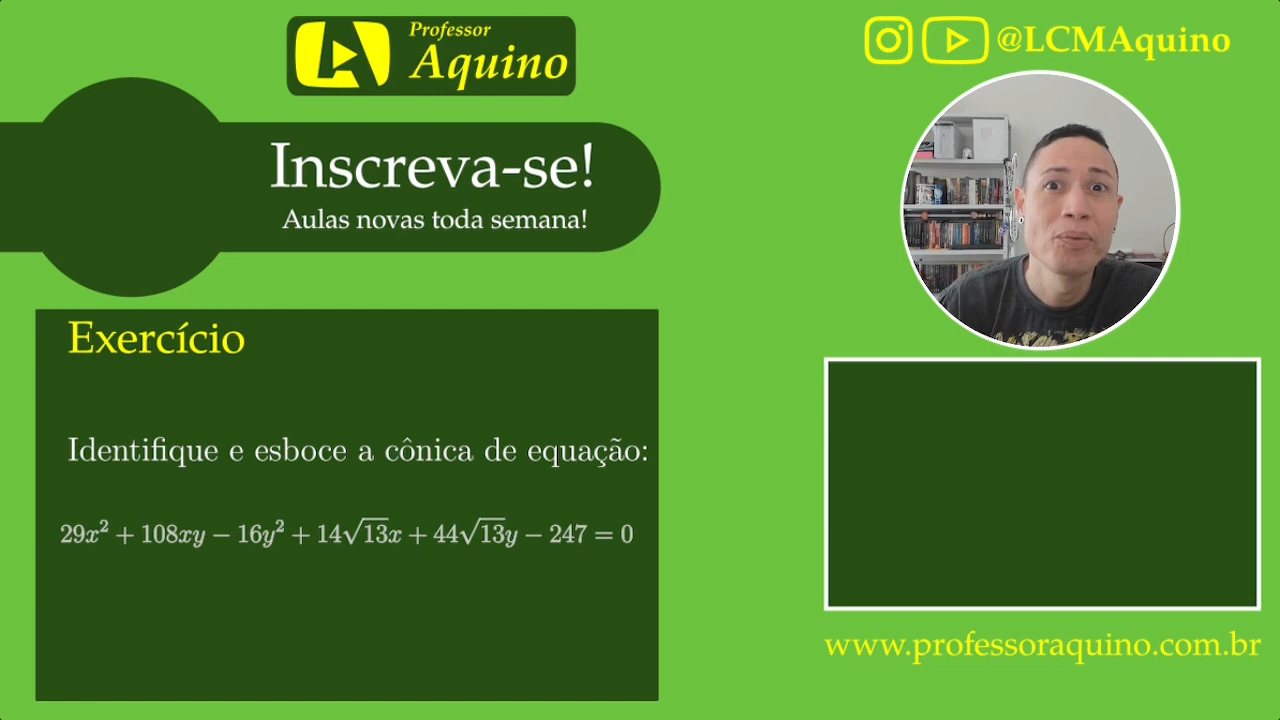 Professor
Aquino
@LCMAquino
Inscreva-se!
Aulas novas toda semana!
Exercício
Identifique e esboce a cônica de equação:
29x² + 108xy − 16y² + 14√13x + 44√13y − 247 = 0
www.professoraquino.com.br